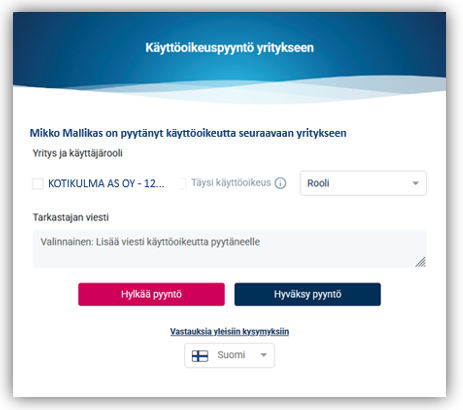 Käyttöoikeuspyyntö yritykseen
Mikko Mallikas on pyytänyt käyttöoikeutta seuraavaan yritykseen
Yritys ja käyttäjärooli
KOTIKULMA AS OY - 12... Täysi käyttöoikeus Rooli
Tarkastajan viesti
Valinnainen: Lisää viesti käyttöoikeutta pyytäneelle
Hylkää pyyntö Hyväksy pyyntö
Vastauksia yleisiin kysymyksiin
Suomi